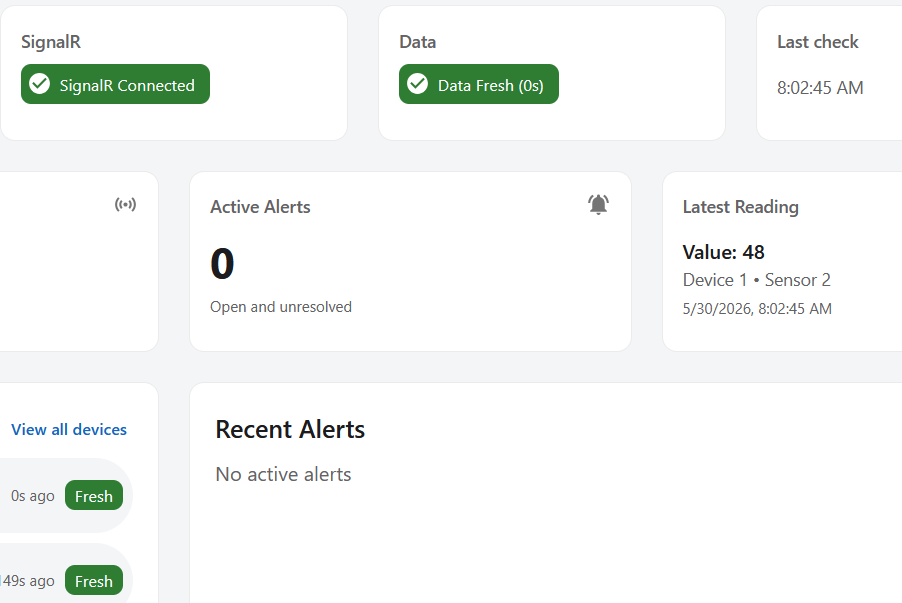 SignalR
SignalR Connected
Data
Data Fresh (0s)
Last check
8:02:45 AM
Active Alerts
0
Open and unresolved
Latest Reading
Value: 48
Device 1 • Sensor 2
5/30/2026, 8:02:45 AM
View all devices
0s ago
Fresh
49s ago
Fresh
Recent Alerts
No active alerts